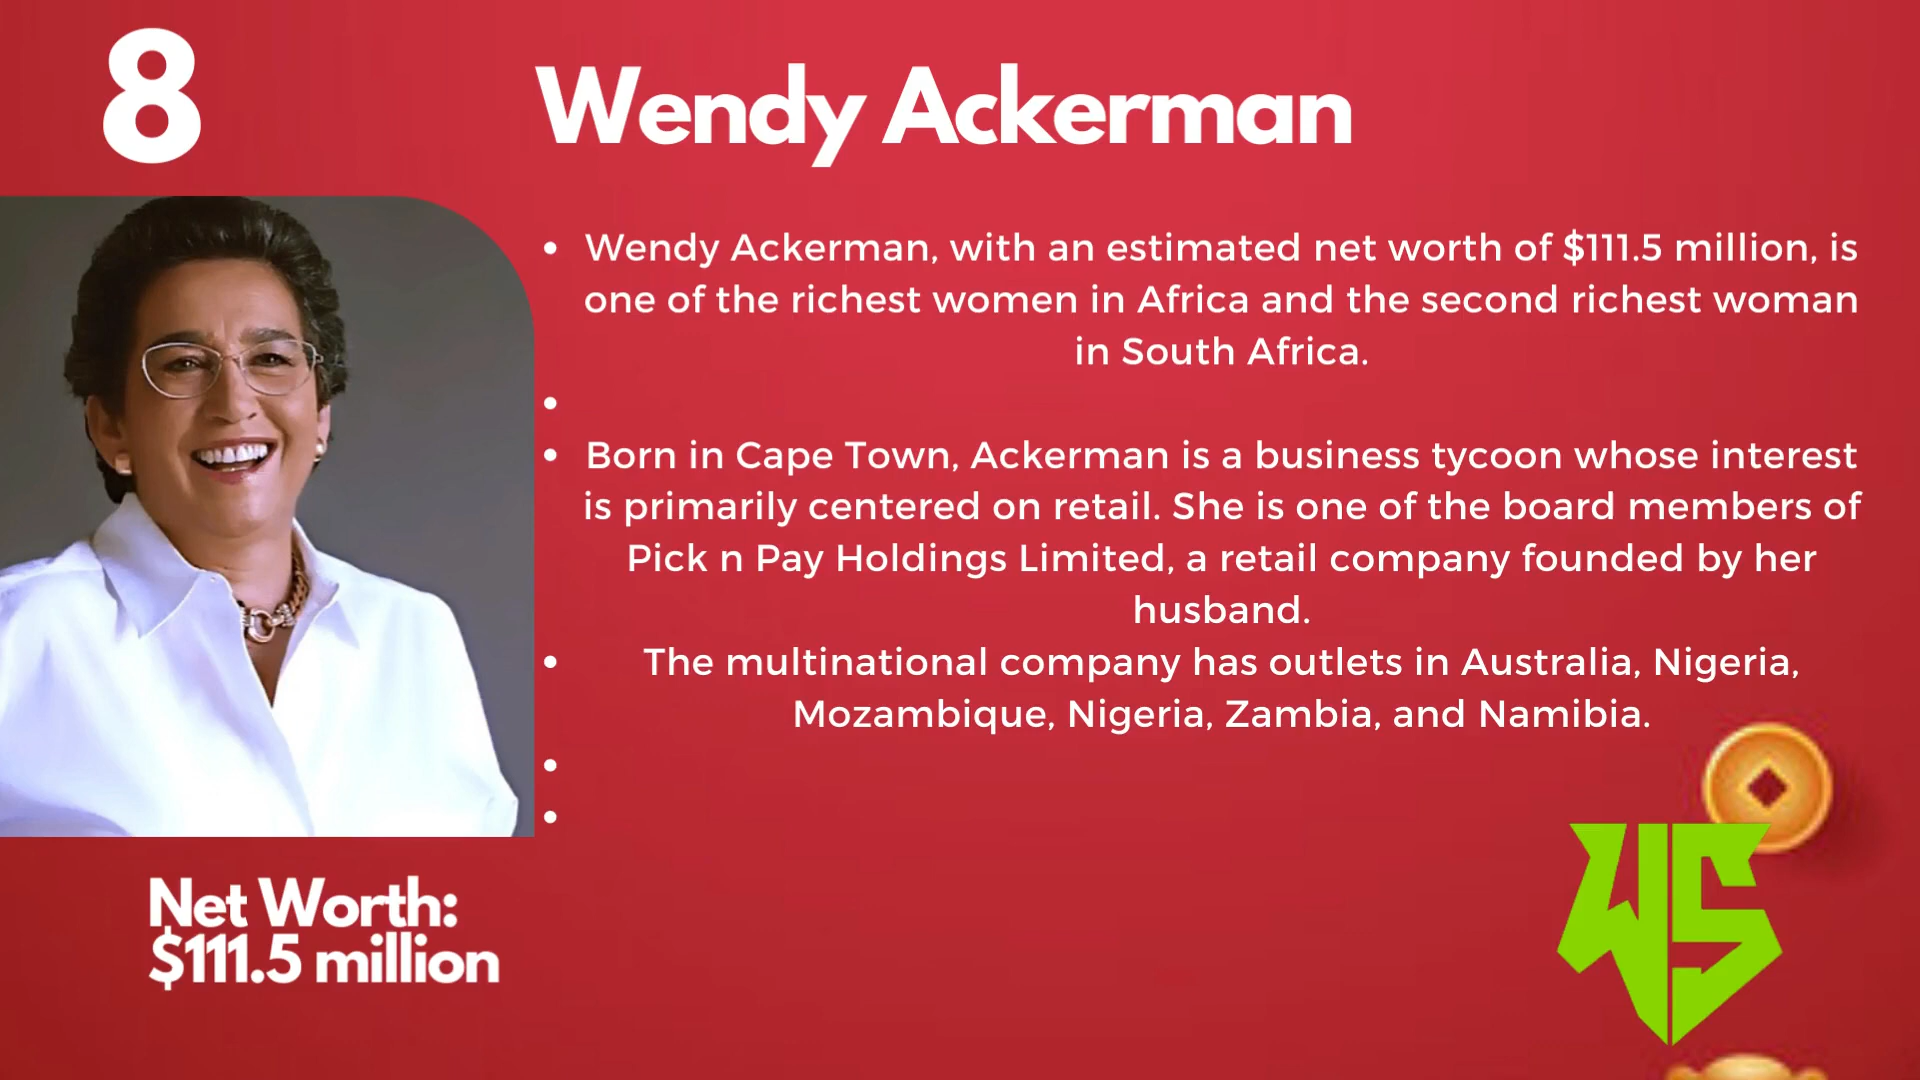 8
Wendy Ackerman
• Wendy Ackerman, with an estimated net worth of $111.5 million, is
one of the richest women in Africa and the second richest woman
in South Africa.
•
• Born in Cape Town, Ackerman is a business tycoon whose interest
is primarily centered on retail. She is one of the board members of
Pick n Pay Holdings Limited, a retail company founded by her
husband.
• The multinational company has outlets in Australia, Nigeria,
Mozambique, Nigeria, Zambia, and Namibia.
•
•
Net Worth:
$111.5 million
WS